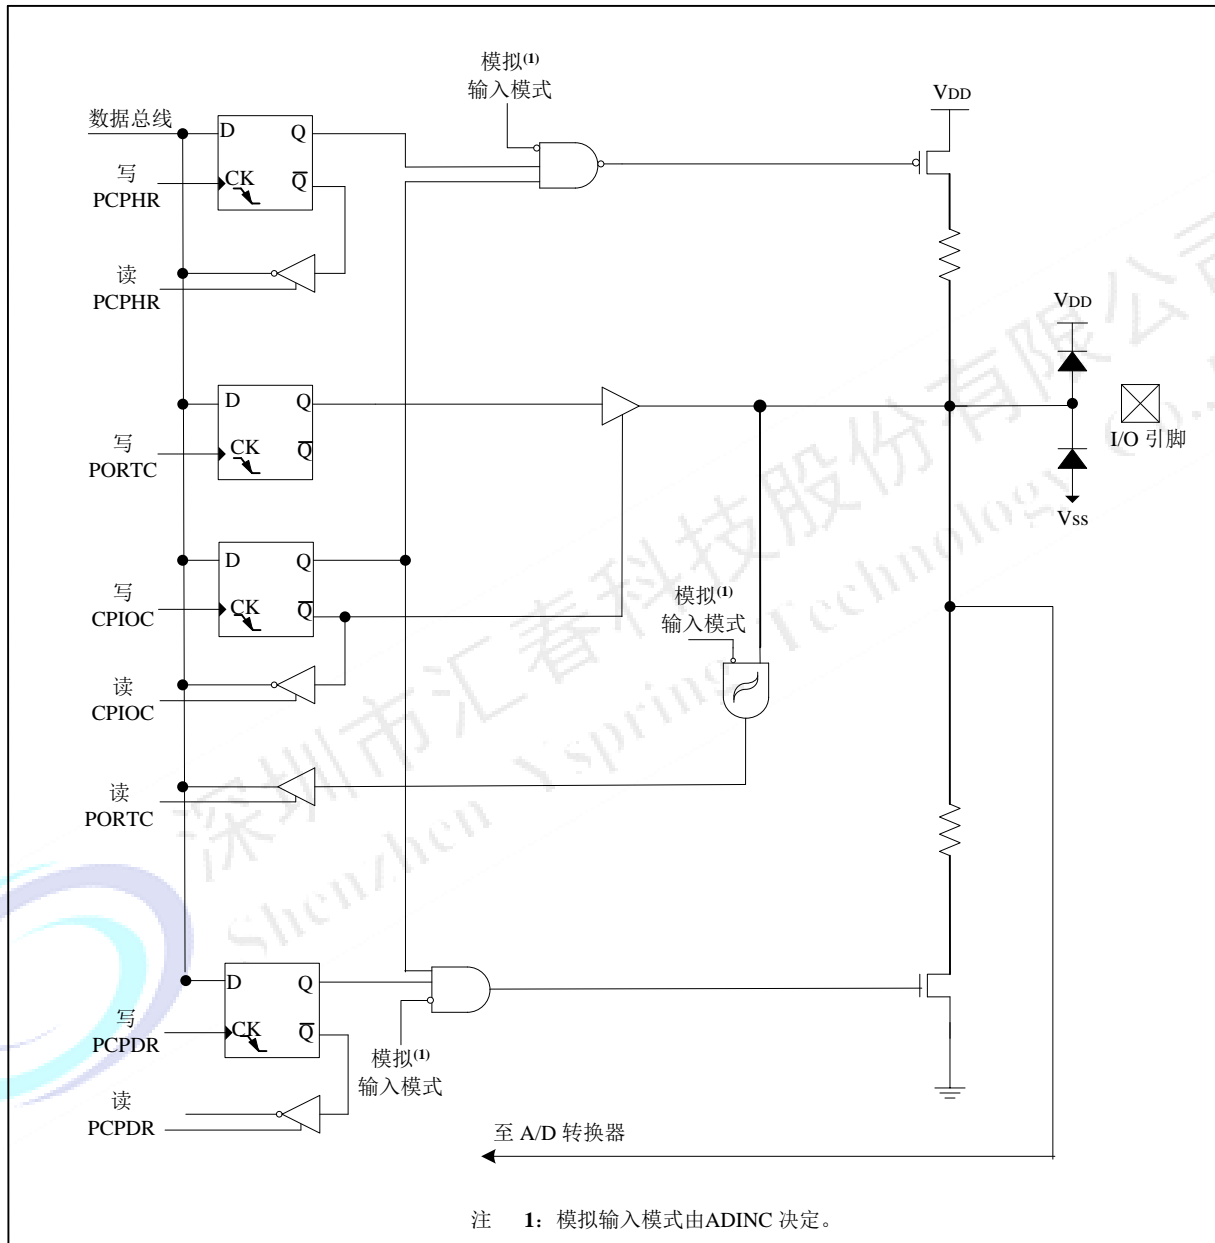 模拟(1)
输入模式
VDD
数据总线
D Q
写
PCPHR
CK Q
读
PCPHR
VDD
D Q
I/O 引脚
写
PORTC
CK Q
VSS
D Q
写
CPIOC
CK Q
模拟(1)
输入模式
读
CPIOC
读
PORTC
D Q
写
PCPDR
CK Q
模拟(1)
输入模式
读
PCPDR
至 A/D 转换器
注 1: 模拟输入模式由ADINC 决定。
深圳市汇春科技股份有限公司
Shenzhen Yspring Technology Co.,